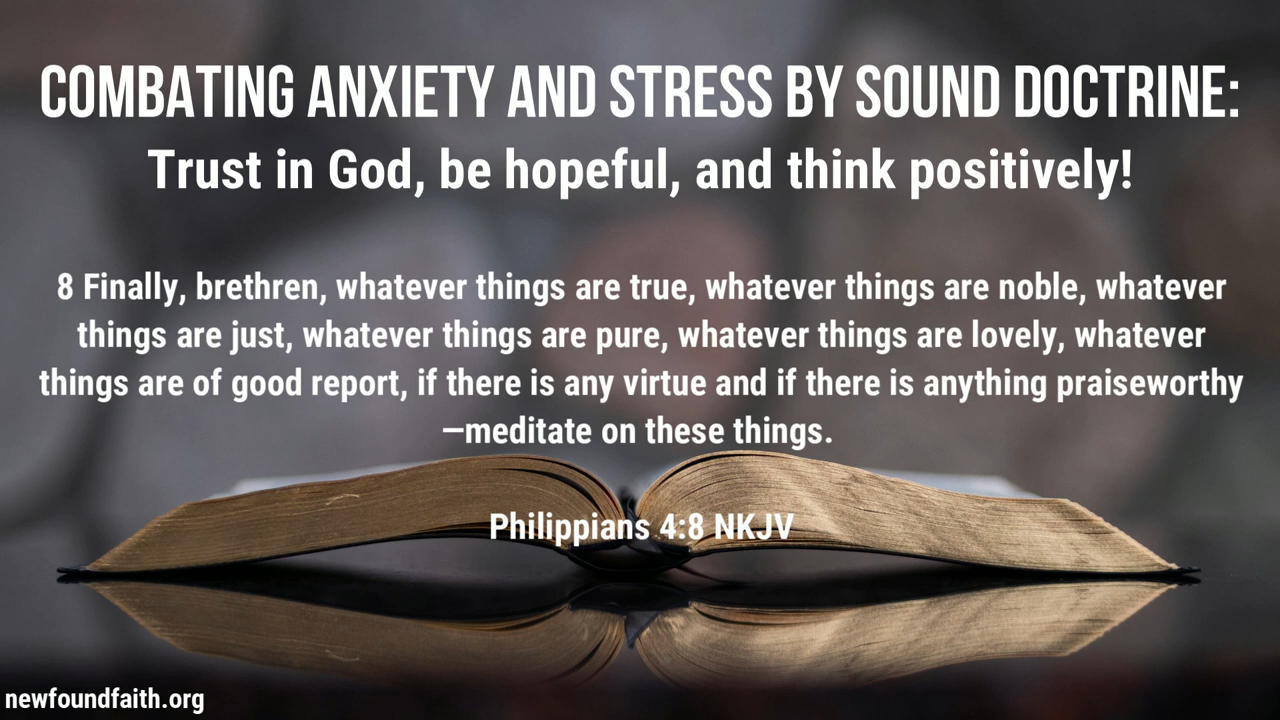 COMBATING ANXIETY AND STRESS BY SOUND DOCTRINE:
Trust in God, be hopeful, and think positively!
8 Finally, brethren, whatever things are true, whatever things are noble, whatever
things are just, whatever things are pure, whatever things are lovely, whatever
things are of good report, if there is any virtue and if there is anything praiseworthy
—meditate on these things.
Philippians 4:8 NKJV
newfoundfaith.org